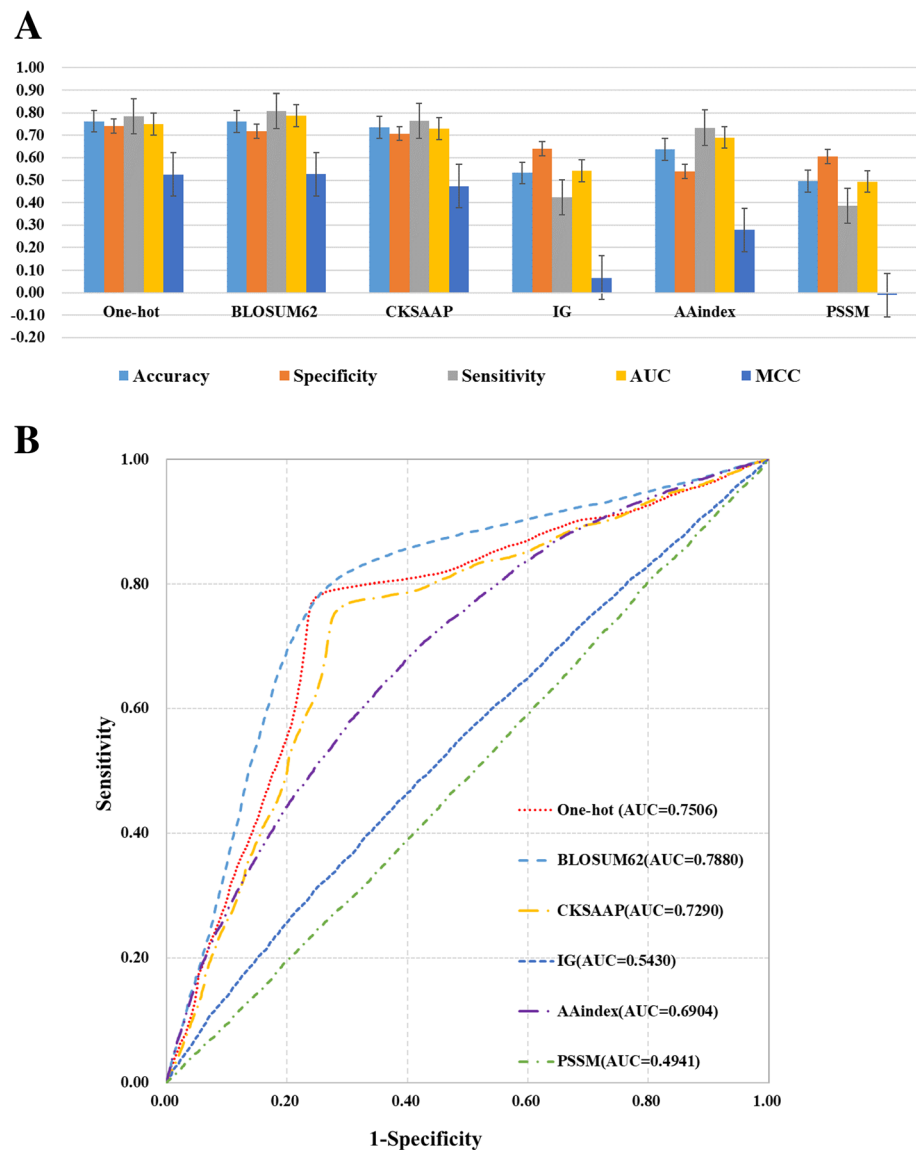 A
1.00
0.90
0.80
0.70
0.60
0.50
0.40
0.30
0.20
0.10
0.00
-0.10
-0.20
One-hot BLOSUM62 CKSAAP IG AAindex PSSM
Accuracy Specificity Sensitivity AUC MCC
B
1.00
0.80
0.60
0.40
0.20
0.00
Sensitivity
One-hot (AUC=0.7506)
BLOSUM62(AUC=0.7880)
CKSAAP(AUC=0.7290)
IG(AUC=0.5430)
AAindex(AUC=0.6904)
PSSM(AUC=0.4941)
0.00 0.20 0.40 0.60 0.80 1.00
1-Specificity